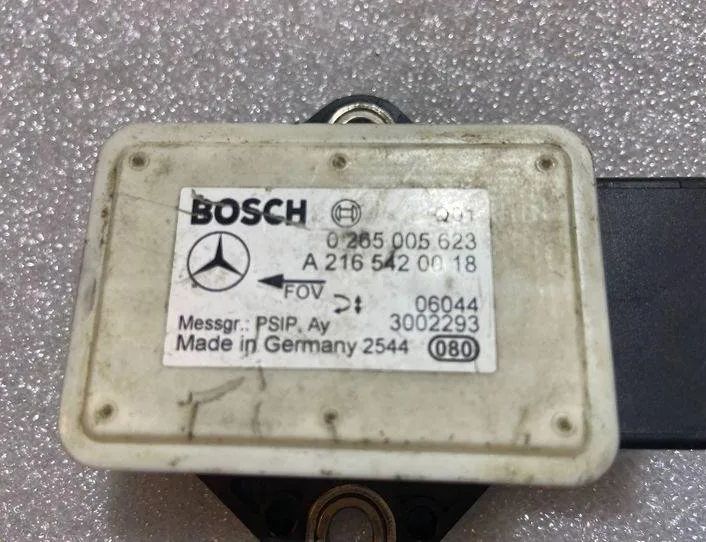 BOSCH Q01
0 265 005 623
A 216 542 00 18
FOV
06044
Messgr.: PSIP, Ay 3002293
Made in Germany 2544 080